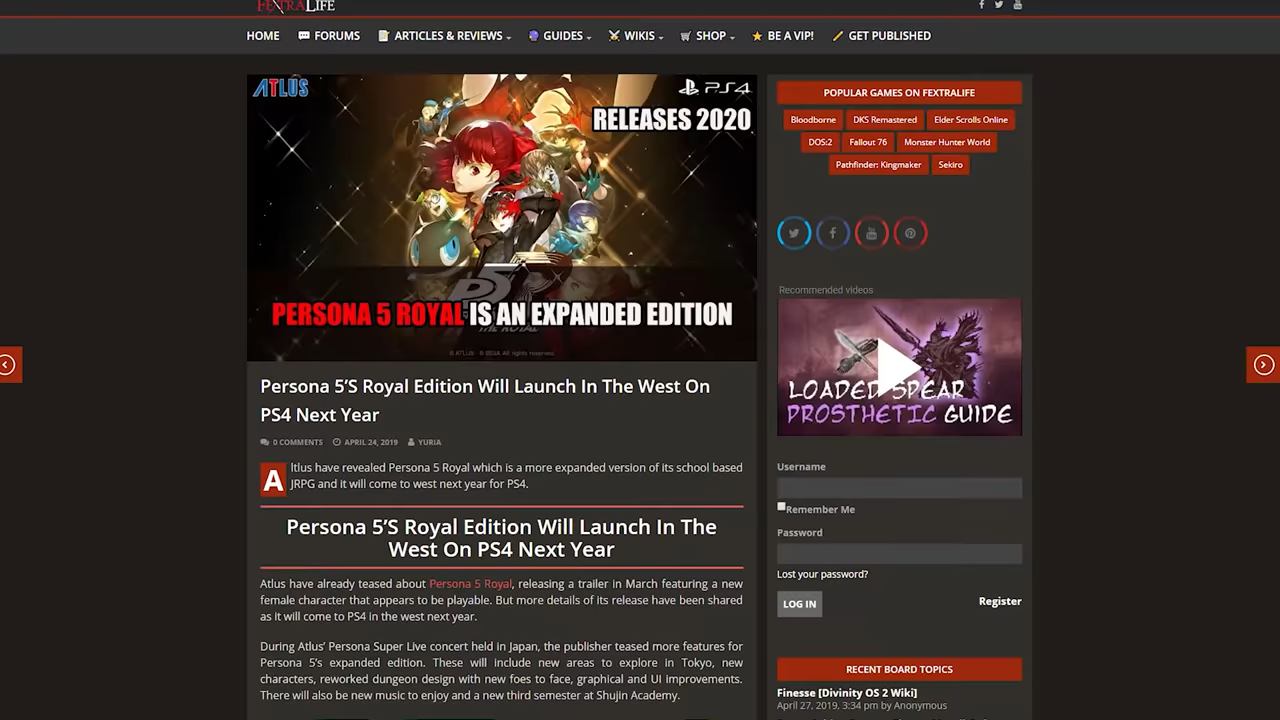 FEXTRALIFE
HOME
FORUMS
ARTICLES & REVIEWS
GUIDES
WIKIS
SHOP
BE A VIP!
GET PUBLISHED
ATLUS
PS4
RELEASES 2020
PERSONA 5 ROYAL IS AN EXPANDED EDITION
© ATLUS © SEGA All rights reserved.
Persona 5'S Royal Edition Will Launch In The West On
PS4 Next Year
0 COMMENTS
APRIL 24, 2019
YURIA
Atlus have revealed Persona 5 Royal which is a more expanded version of its school based
JRPG and it will come to west next year for PS4.
Persona 5'S Royal Edition Will Launch In The
West On PS4 Next Year
Atlus have already teased about Persona 5 Royal, releasing a trailer in March featuring a new
female character that appears to be playable. But more details of its release have been shared
as it will come to PS4 in the west next year.
During Atlus' Persona Super Live concert held in Japan, the publisher teased more features for
Persona 5's expanded edition. These will include new areas to explore in Tokyo, new
characters, reworked dungeon design with new foes to face, graphical and UI improvements.
There will also be new music to enjoy and a new third semester at Shujin Academy.
POPULAR GAMES ON FEXTRALIFE
Bloodborne
DKS Remastered
Elder Scrolls Online
DOS:2
Fallout 76
Monster Hunter World
Pathfinder: Kingmaker
Sekiro
Recommended videos
LOADED SPEAR
PROSTHETIC GUIDE
Username
Remember Me
Password
Lost your password?
LOG IN
Register
RECENT BOARD TOPICS
Finesse [Divinity OS 2 Wiki]
April 27, 2019, 3:34 pm by Anonymous